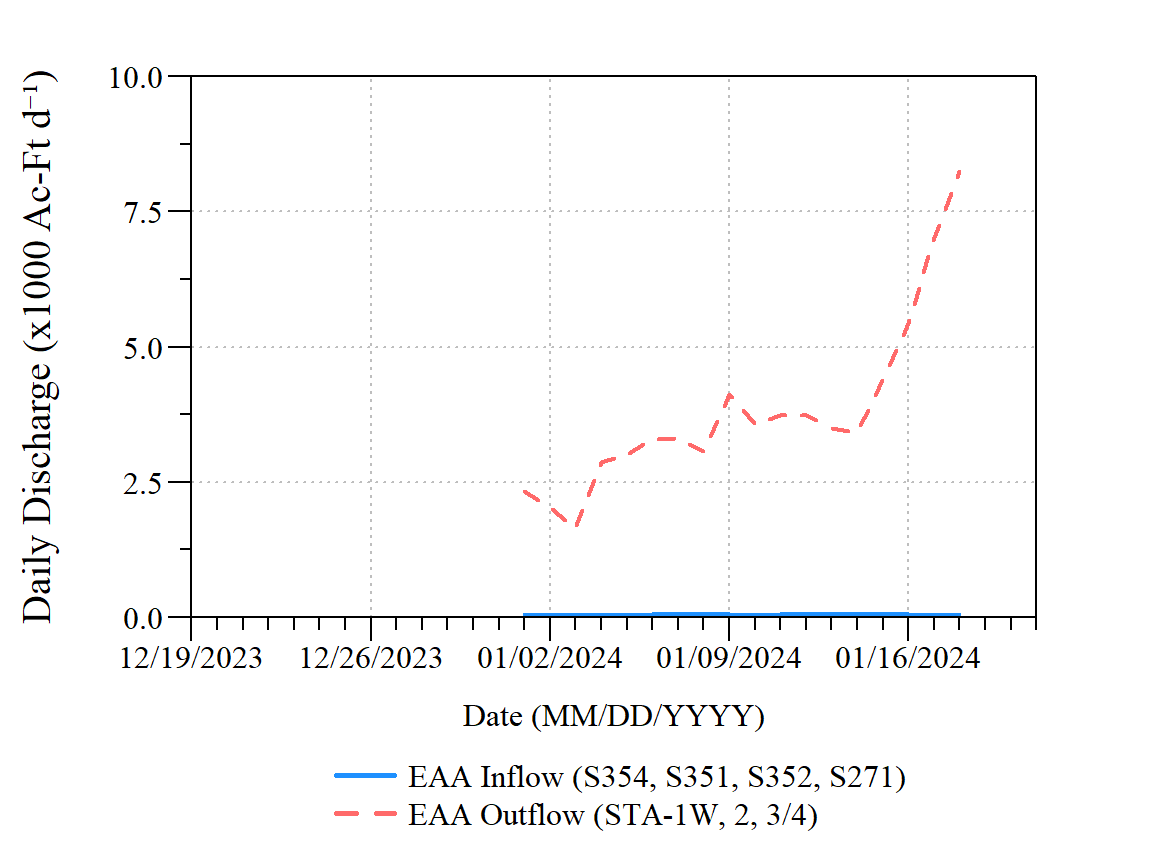 Daily Discharge (x1000 Ac-Ft d⁻¹)
10.0
7.5
5.0
2.5
0.0
12/19/2023 12/26/2023 01/02/2024 01/09/2024 01/16/2024
Date (MM/DD/YYYY)
EAA Inflow (S354, S351, S352, S271)
EAA Outflow (STA-1W, 2, 3/4)